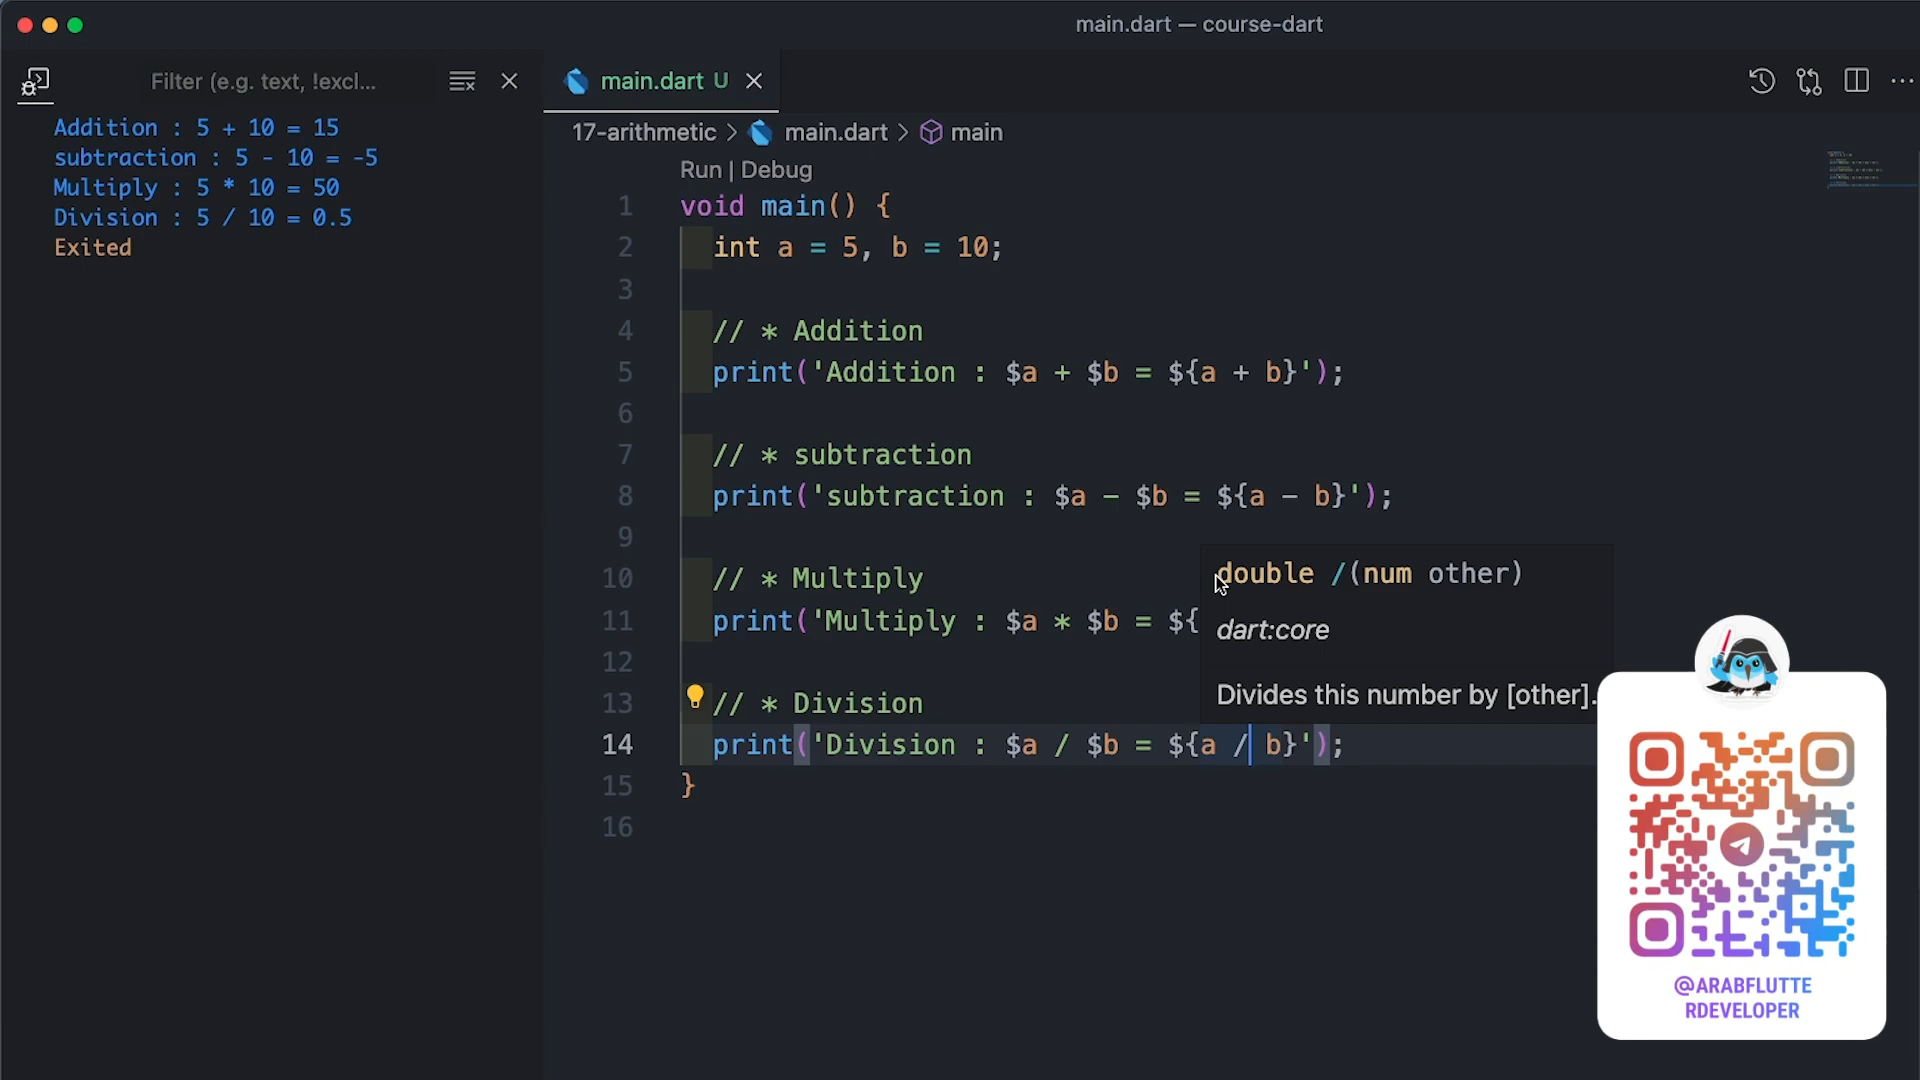 main.dart — course-dart
Filter (e.g. text, !excl...
main.dart U
17-arithmetic > main.dart > main
Addition : 5 + 10 = 15
subtraction : 5 - 10 = -5
Multiply : 5 * 10 = 50
Division : 5 / 10 = 0.5
Exited
Run | Debug
1 void main() {
2 int a = 5, b = 10;
3
4 // * Addition
5 print('Addition : $a + $b = ${a + b}');
6
7 // * subtraction
8 print('subtraction : $a - $b = ${a - b}');
9
10 // * Multiply
11 print('Multiply : $a * $b = ${
12
13 // * Division
14 print('Division : $a / $b = ${a / b}');
15 }
16
double /(num other)
dart:core
Divides this number by [other].
@ARABFLUTTE
RDEVELOPER